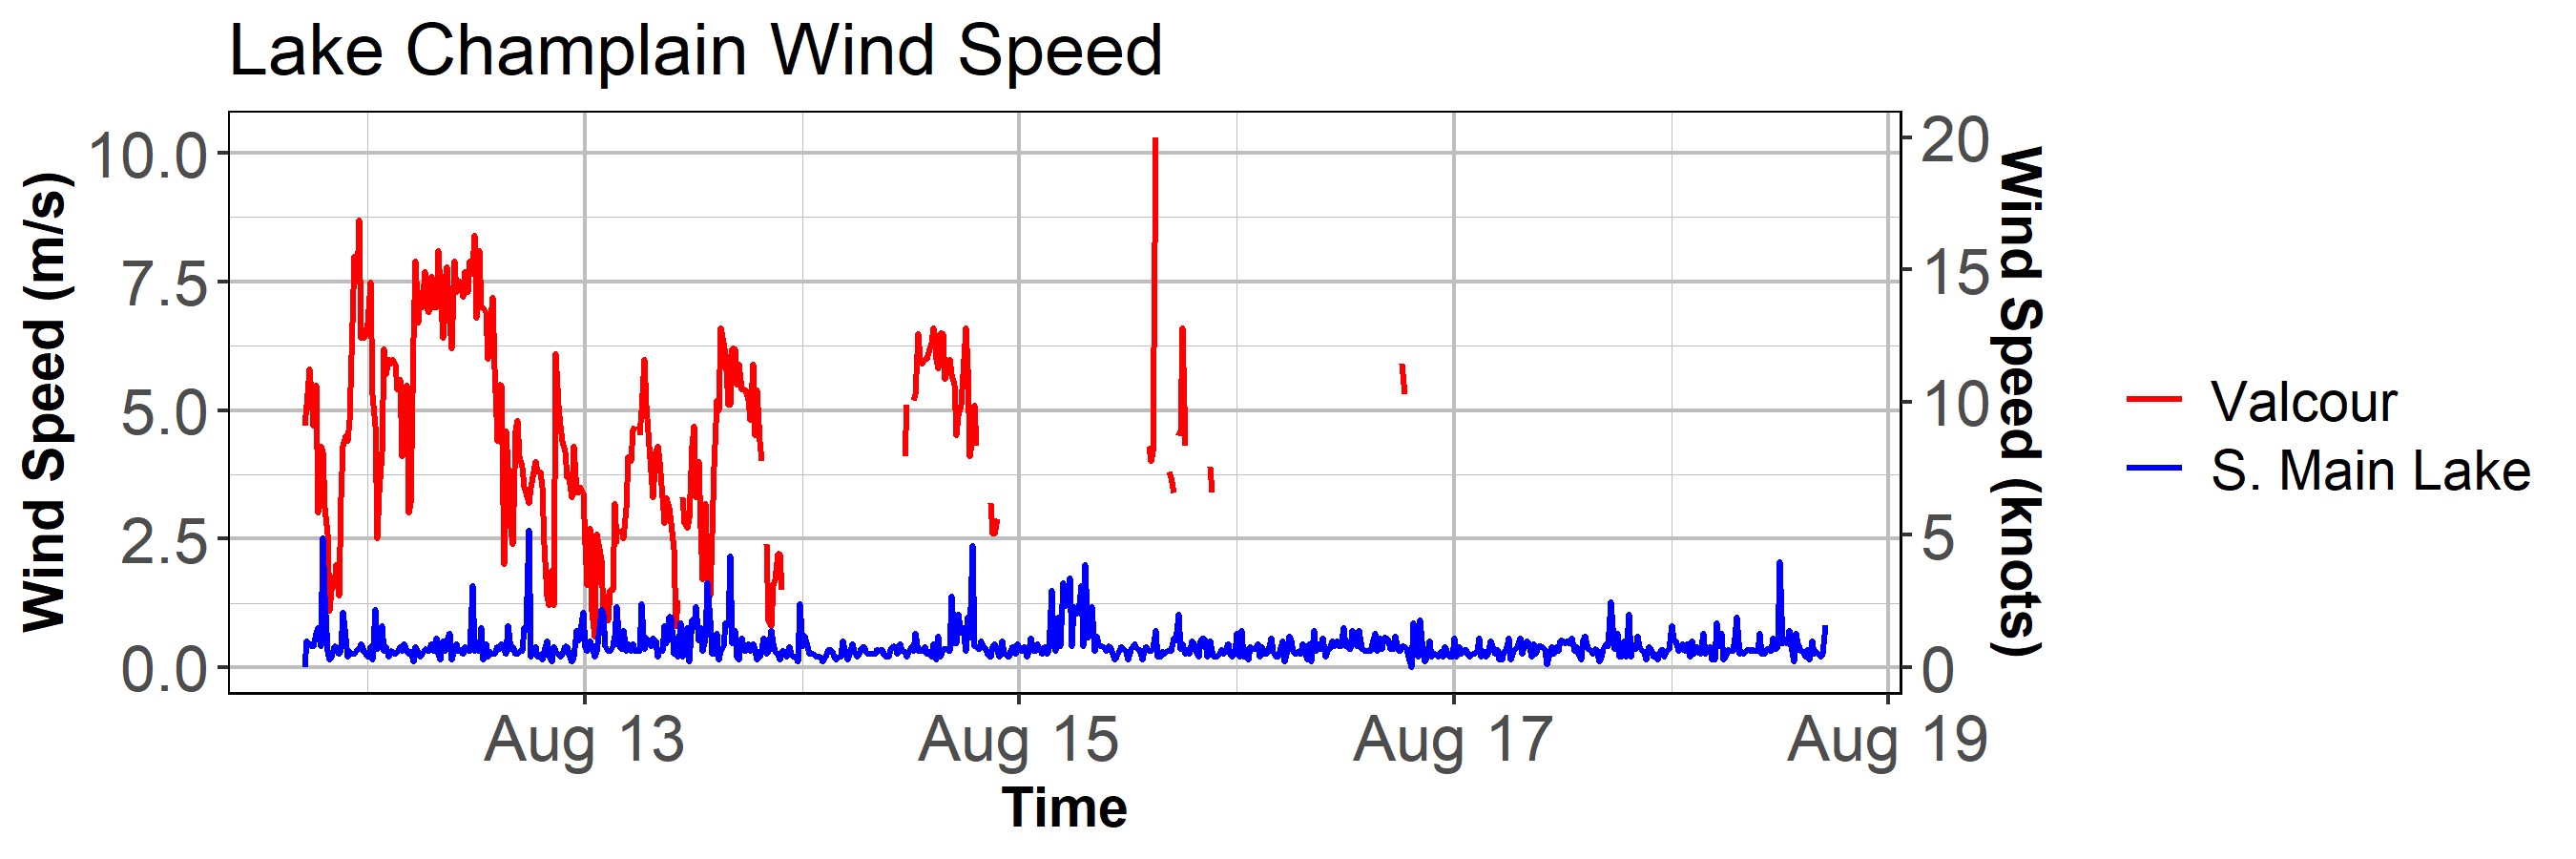 Lake Champlain Wind Speed
Wind Speed (m/s)
10.0
7.5
5.0
2.5
0.0
20
15
10
5
0
Wind Speed (knots)
Aug 13
Aug 15
Aug 17
Aug 19
Time
Valcour
S. Main Lake